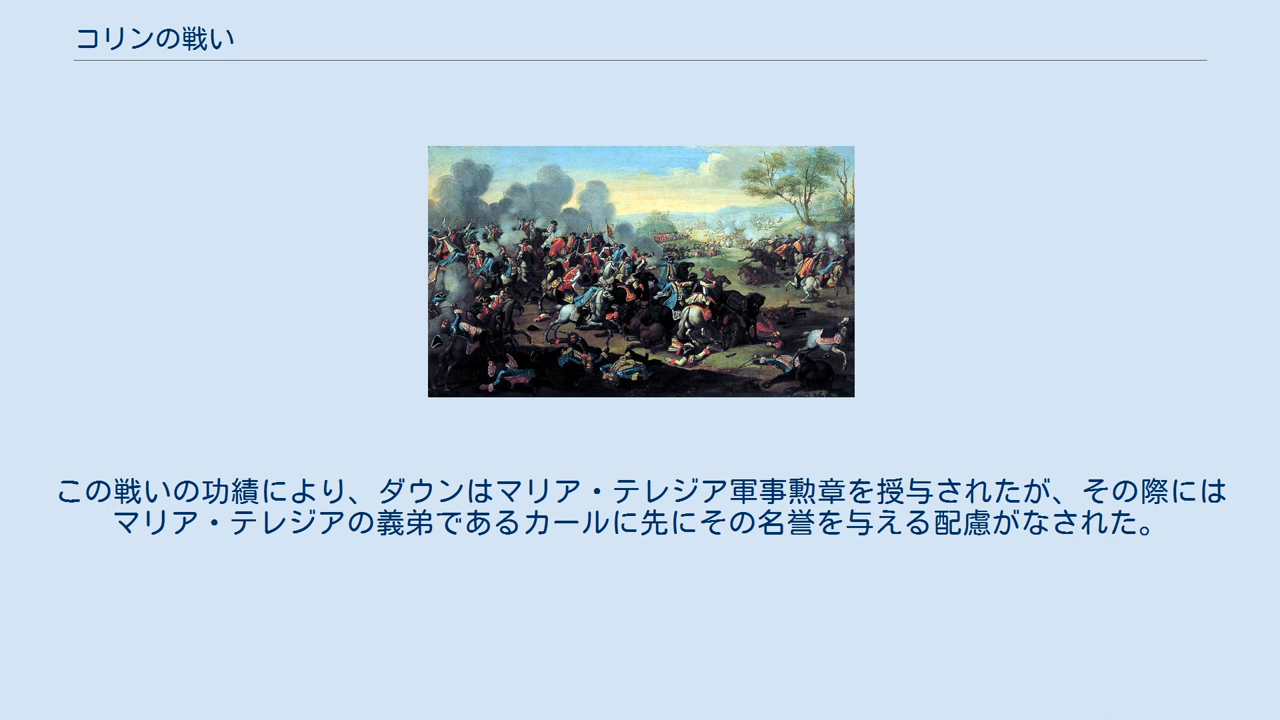 コリンの戦い
この戦いの功績により、ダウンはマリア・テレジア軍事勲章を授与されたが、その際には
マリア・テレジアの義弟であるカールに先にその名誉を与える配慮がなされた。